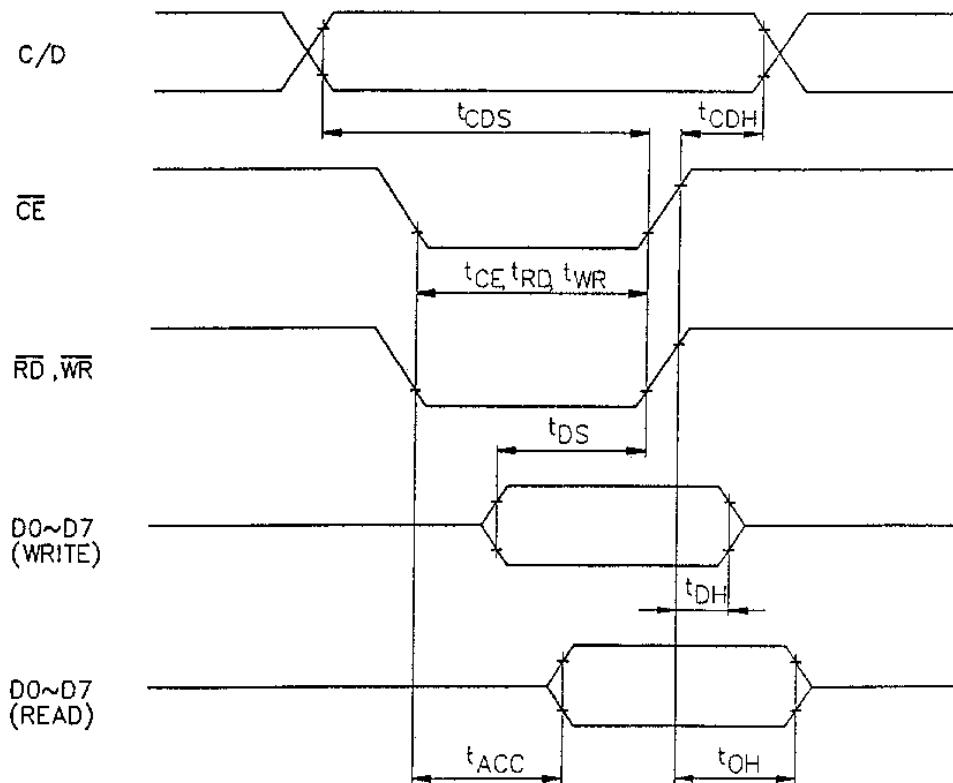 C/D
tCDS
tCDH
CE
tCE, tRD, tWR
RD , WR
tDS
D0~D7
(WRITE)
tDH
D0~D7
(READ)
tACC
tOH